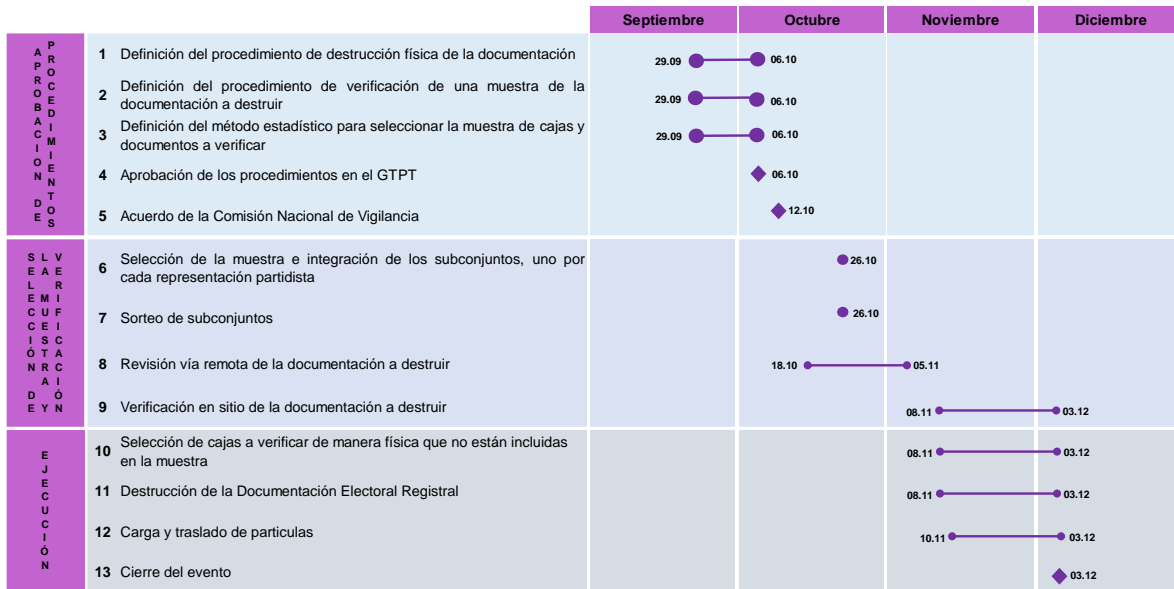 Septiembre Octubre Noviembre Diciembre
APROBACION DE
PROCEDIMIENTOS
1 Definición del procedimiento de destrucción física de la documentación
29.09 06.10
2 Definición del procedimiento de verificación de una muestra de la
documentación a destruir
29.09 06.10
3 Definición del método estadístico para seleccionar la muestra de cajas y
documentos a verificar
29.09 06.10
4 Aprobación de los procedimientos en el GTPT
06.10
5 Acuerdo de la Comisión Nacional de Vigilancia
12.10
SELECCIÓN DE
LA MUESTRA Y
VERIFICACIÓN
6 Selección de la muestra e integración de los subconjuntos, uno por
cada representación partidista
26.10
7 Sorteo de subconjuntos
26.10
8 Revisión vía remota de la documentación a destruir
18.10 05.11
9 Verificación en sitio de la documentación a destruir
08.11 03.12
EJECUCIÓN
10 Selección de cajas a verificar de manera física que no están incluidas
en la muestra
08.11 03.12
11 Destrucción de la Documentación Electoral Registral
08.11 03.12
12 Carga y traslado de particulas
10.11 03.12
13 Cierre del evento
03.12